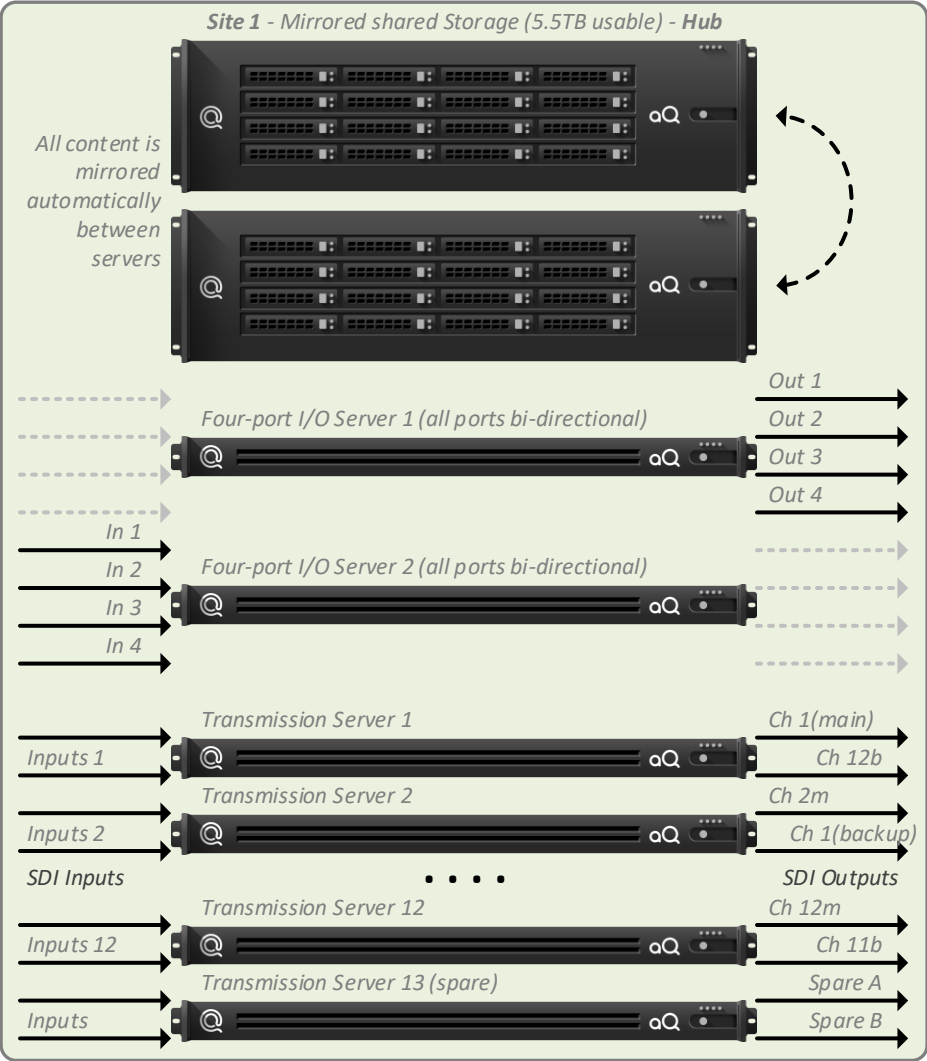 Site 1 - Mirrored shared Storage (5.5TB usable) - Hub
aQ
All content is
mirrored
automatically
between
servers
aQ
Out 1
Four-port I/O Server 1 (all ports bi-directional)
Out 2
aQ
Out 3
Out 4
In 1
In 2
Four-port I/O Server 2 (all ports bi-directional)
In 3
aQ
In 4
Transmission Server 1
Ch 1(main)
Inputs 1
aQ
Ch 12b
Transmission Server 2
Ch 2m
Inputs 2
aQ
Ch 1(backup)
SDI Inputs
. . . .
SDI Outputs
Transmission Server 12
Ch 12m
Inputs 12
aQ
Ch 11b
Transmission Server 13 (spare)
Spare A
Inputs
aQ
Spare B